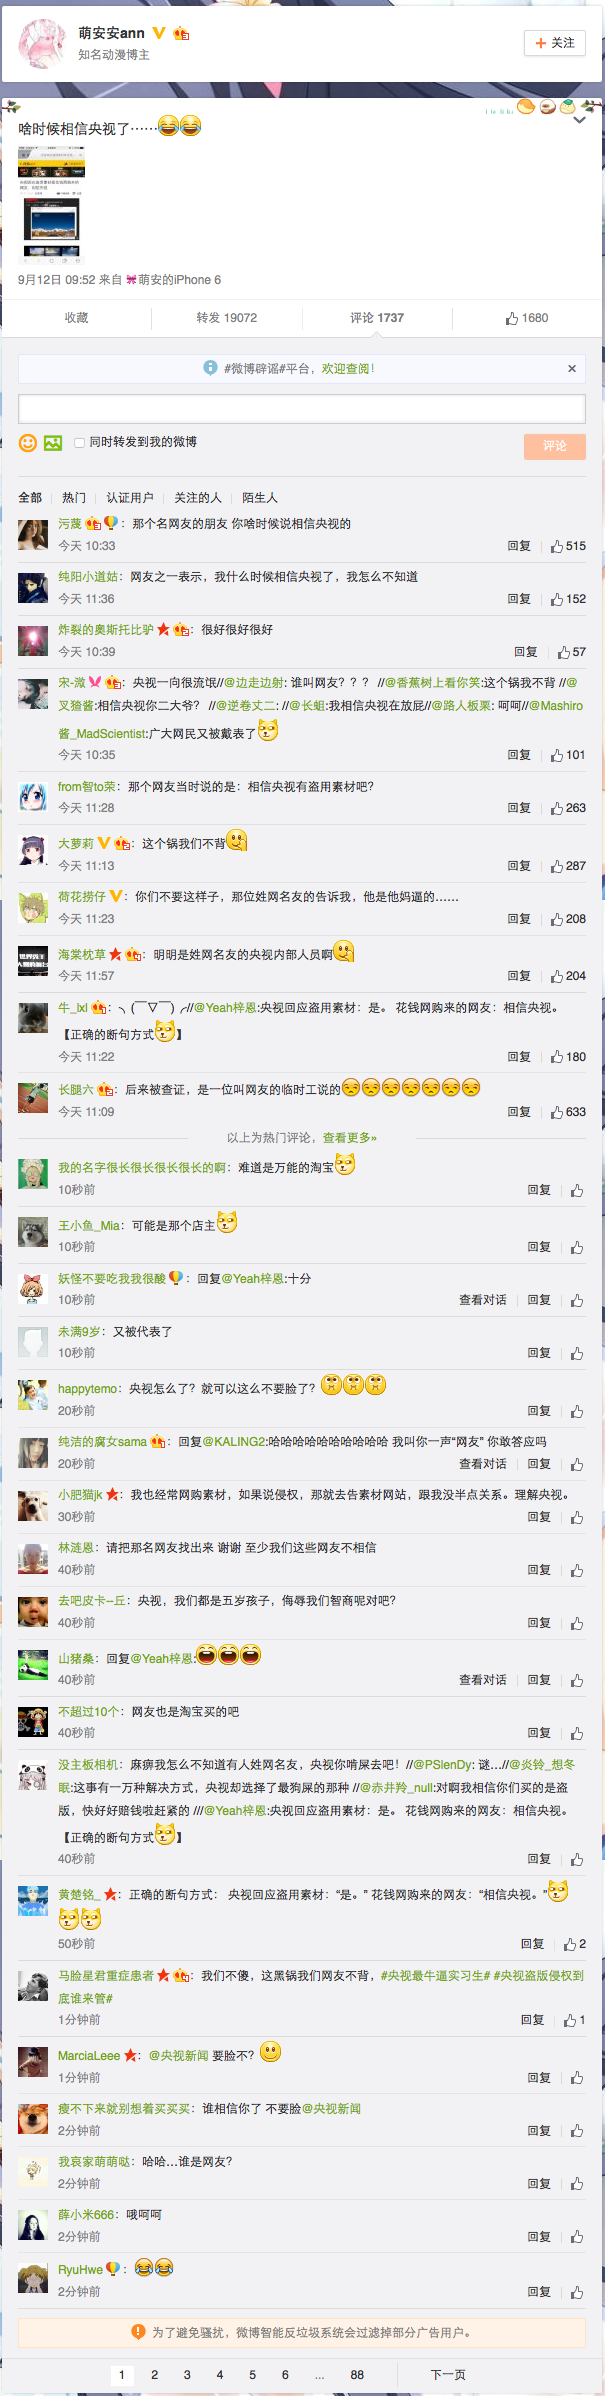 萌安安ann
知名动漫博主
+ 关注
啥时候相信央视了……
9月12日 09:52 来自 萌安的iPhone 6
收藏
转发 19072
评论 1737
1680
#微博辟谣#平台，欢迎查阅！
同时转发到我的微博
评论
全部 热门 认证用户 关注的人 陌生人
污蔑：那个名网友的朋友 你啥时候说相信央视的
今天 10:33 回复 515
纯阳小道姑：网友之一表示，我什么时候相信央视了，我怎么不知道
今天 11:36 回复 152
炸裂的奥斯托比驴：很好很好很好
今天 10:39 回复 57
宋-溦：央视一向很流氓//@边走边射: 谁叫网友？？？ //@香蕉树上看你笑:这个锅我不背 //@
叉猹酱:相信央视你二大爷？ //@逆卷丈二: //@长蛆:我相信央视在放屁//@路人板栗: 呵呵//@Mashiro
酱_MadScientist:广大网民又被戴表了
今天 10:35 回复 101
from智to荣：那个网友当时说的是：相信央视有盗用素材吧?
今天 11:28 回复 263
大萝莉：这个锅我们不背
今天 11:13 回复 287
荷花捞仔：你们不要这样子，那位姓网名友的告诉我，他是他妈逼的……
今天 11:23 回复 208
海棠枕草：明明是姓网名友的央视内部人员啊
今天 11:57 回复 204
牛_lxl：╮(￣▽￣)╭//@Yeah梓恩:央视回应盗用素材：是。 花钱网购来的网友：相信央视。
【正确的断句方式】
今天 11:22 回复 180
长腿六：后来被查证，是一位叫网友的临时工说的
今天 11:09 回复 633
以上为热门评论，查看更多»
我的名字很长很长很长很长的啊：难道是万能的淘宝
10秒前 回复
王小鱼_Mia：可能是那个店主
10秒前 回复
妖怪不要吃我我很酸：回复@Yeah梓恩:十分
10秒前 查看对话 回复
未满9岁：又被代表了
10秒前 回复
happytemo：央视怎么了？就可以这么不要脸了？
20秒前 回复
纯洁的腐女sama：回复@KALING2:哈哈哈哈哈哈哈哈哈哈 我叫你一声“网友” 你敢答应吗
20秒前 查看对话 回复
小肥猫jk：我也经常网购素材，如果说侵权，那就去告素材网站，跟我没半点关系。理解央视。
30秒前 回复
林涟恩：请把那名网友找出来 谢谢 至少我们这些网友不相信
40秒前 回复
去吧皮卡--丘：央视，我们都是五岁孩子，侮辱我们智商呢对吧?
40秒前 回复
山猪桑：回复@Yeah梓恩:
40秒前 查看对话 回复
不超过10个：网友也是淘宝买的吧
40秒前 回复
没主板相机：麻痹我怎么不知道有人姓网名友，央视你啃屎去吧！//@PSlenDy: 谜...//@炎铃_想冬
眠:这事有一万种解决方式，央视却选择了最狗屎的那种 //@赤井羚_null:对啊我相信你们买的是盗
版，快好好赔钱啦赶紧的 ///@Yeah梓恩:央视回应盗用素材：是。 花钱网购来的网友：相信央视。
【正确的断句方式】
40秒前 回复
黄楚铭_：正确的断句方式： 央视回应盗用素材：“是。” 花钱网购来的网友：“相信央视。”
50秒前 回复 2
马脸星君重症患者：我们不傻，这黑锅我们网友不背，#央视最牛逼实习生# #央视盗版侵权到
底谁来管#
1分钟前 回复 1
MarciaLeee：@央视新闻 要脸不？
1分钟前 回复
瘦不下来就别想着买买买：谁相信你了 不要脸@央视新闻
2分钟前 回复
我哀家萌萌哒：哈哈...谁是网友?
2分钟前 回复
薛小米666：哦呵呵
2分钟前 回复
RyuHwe：
2分钟前 回复
为了避免骚扰，微博智能反垃圾系统会过滤掉部分广告用户。
1 2 3 4 5 6 ... 88 下一页